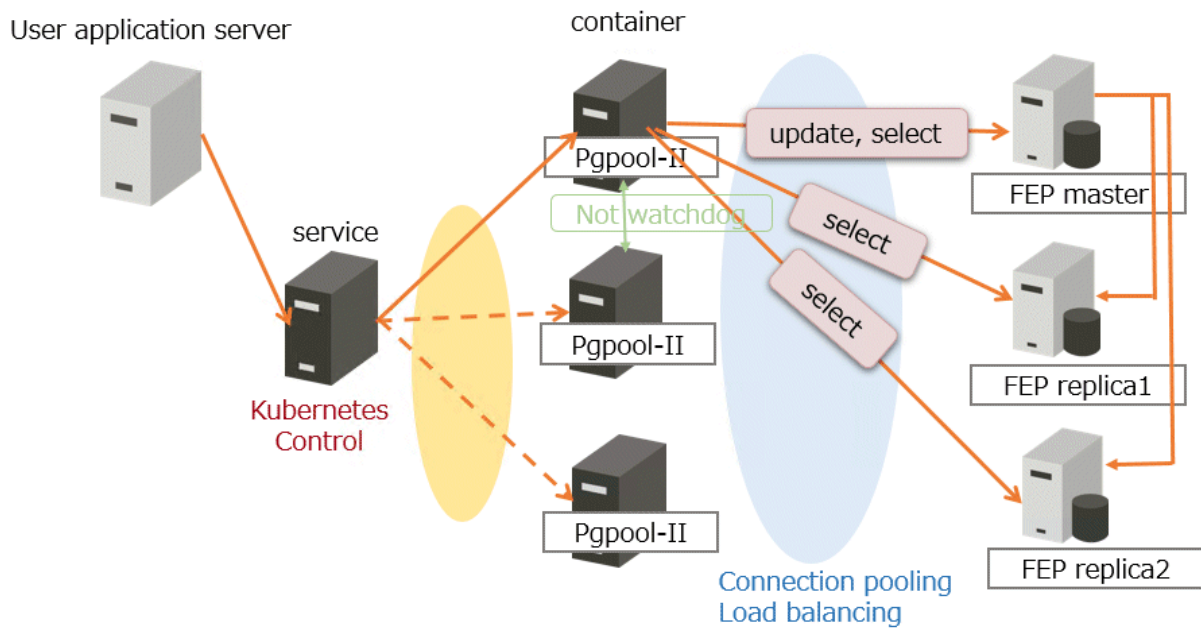 User application server
container
Pgpool-II
update, select
FEP master
Not watchdog
select
service
select
Pgpool-II
FEP replica1
Kubernetes
Control
Pgpool-II
FEP replica2
Connection pooling
Load balancing